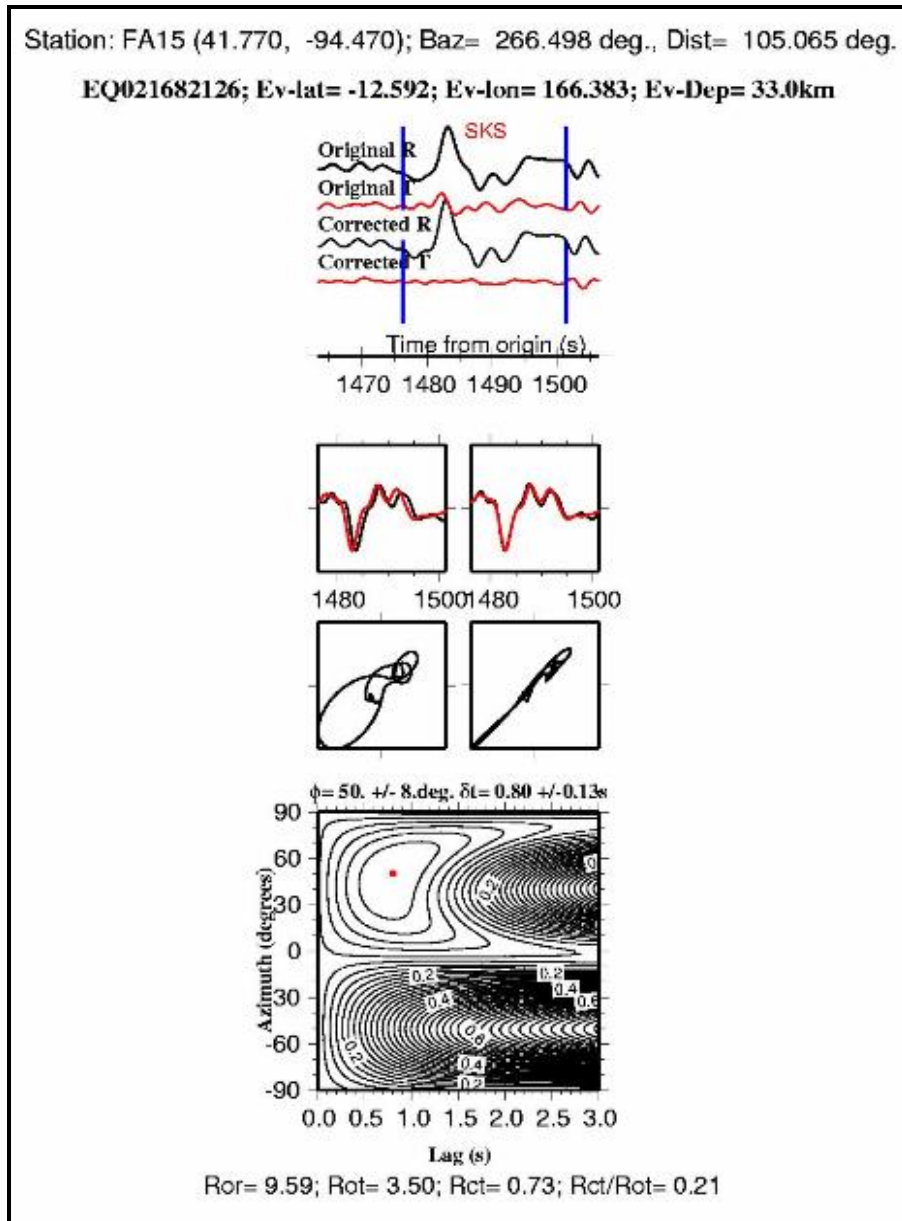 Station: FA15 (41.770, -94.470); Baz= 266.498 deg., Dist= 105.065 deg.
EQ021682126; Ev-lat= -12.592; Ev-lon= 166.383; Ev-Dep= 33.0km
SKS
Original R
Original T
Corrected R
Corrected T
Time from origin (s)
1470 1480 1490 1500
1480 1500 1480 1500
ϕ= 50. +/- 8.deg. δt= 0.80 +/-0.13s
90
60
30
0
30
-60
-90
Azimuth (degrees)
0.2
0.2 0.2
0.4 0.4
0.6
0.6
0.2 0.4
0.2
0.0 0.5 1.0 1.5 2.0 2.5 3.0
Lag (s)
Ror= 9.59; Rot= 3.50; Rct= 0.73; Rct/Rot= 0.21